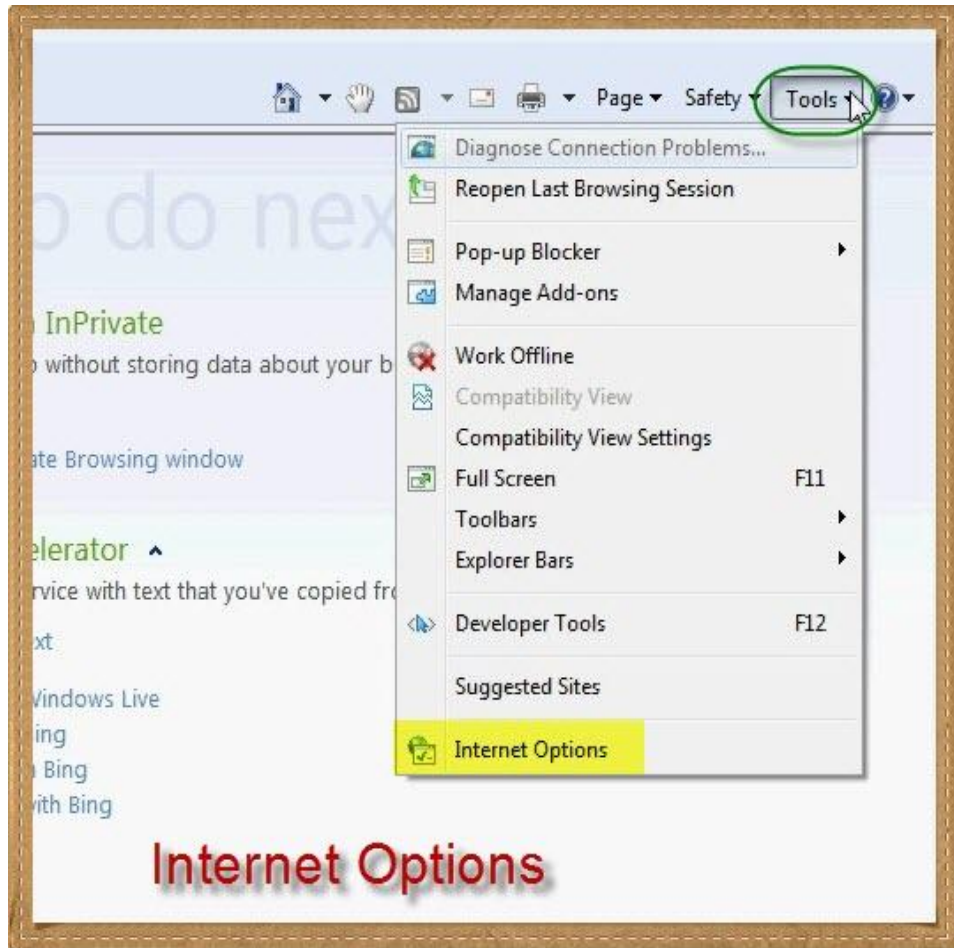 Page Safety Tools
Diagnose Connection Problems...
Reopen Last Browsing Session
o do nex
Pop-up Blocker
Manage Add-ons
InPrivate
without storing data about your b
Work Offline
Compatibility View
Compatibility View Settings
ate Browsing window
Full Screen F11
Toolbars
elerator
Explorer Bars
rvice with text that you've copied fro
Developer Tools F12
xt
Suggested Sites
Windows Live
ing
Internet Options
Bing
with Bing
Internet Options